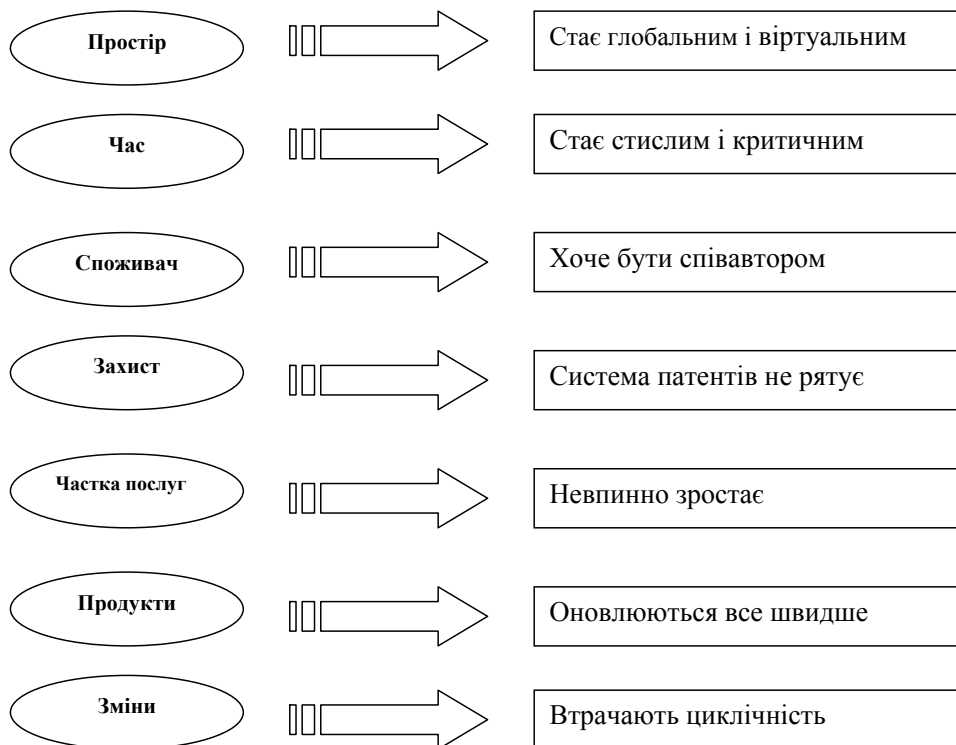 Простір
Стає глобальним і віртуальним
Час
Стає стислим і критичним
Споживач
Хоче бути співавтором
Захист
Система патентів не рятує
Частка послуг
Невпинно зростає
Продукти
Оновлюються все швидше
Зміни
Втрачають циклічність